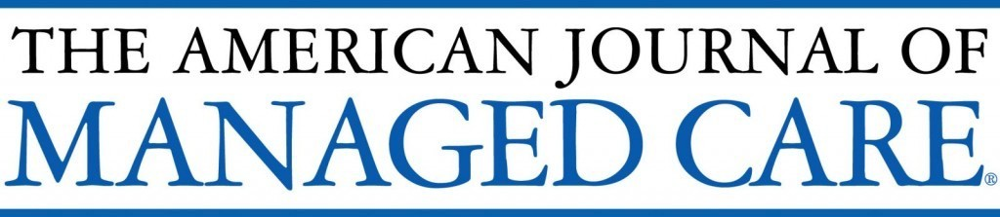 THE AMERICAN JOURNAL OF
MANAGED CARE®